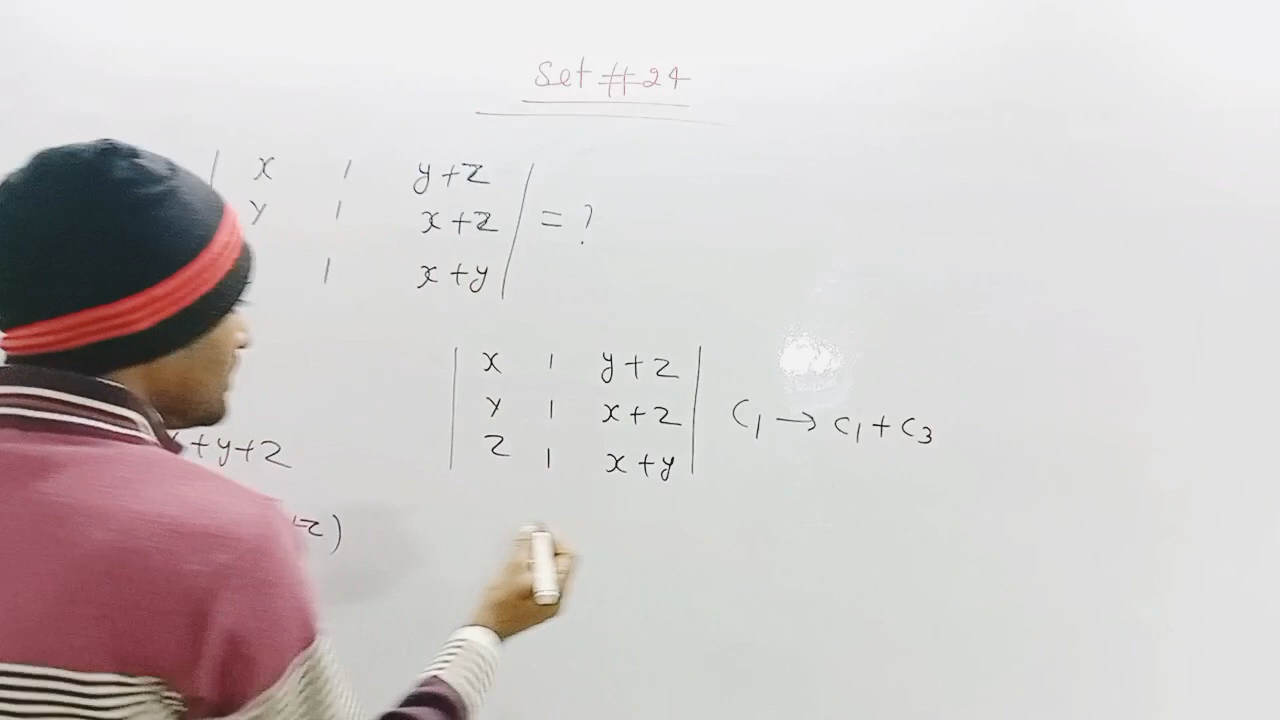 Set #24
| x 1 y+z |
| y 1 x+z | = ?
1 x+y |
| x 1 y+z |
| y 1 x+z | C₁ → C₁+C₃
| z 1 x+y |
+y+z
z)